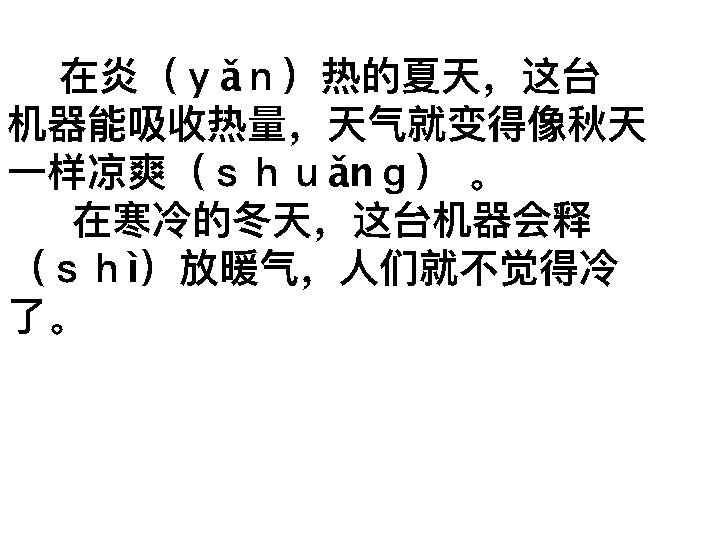 在炎（yǎn）热的夏天，这台
机器能吸收热量，天气就变得像秋天
一样凉爽（shuǎng）。
在寒冷的冬天，这台机器会释
（shì）放暖气，人们就不觉得冷
了。